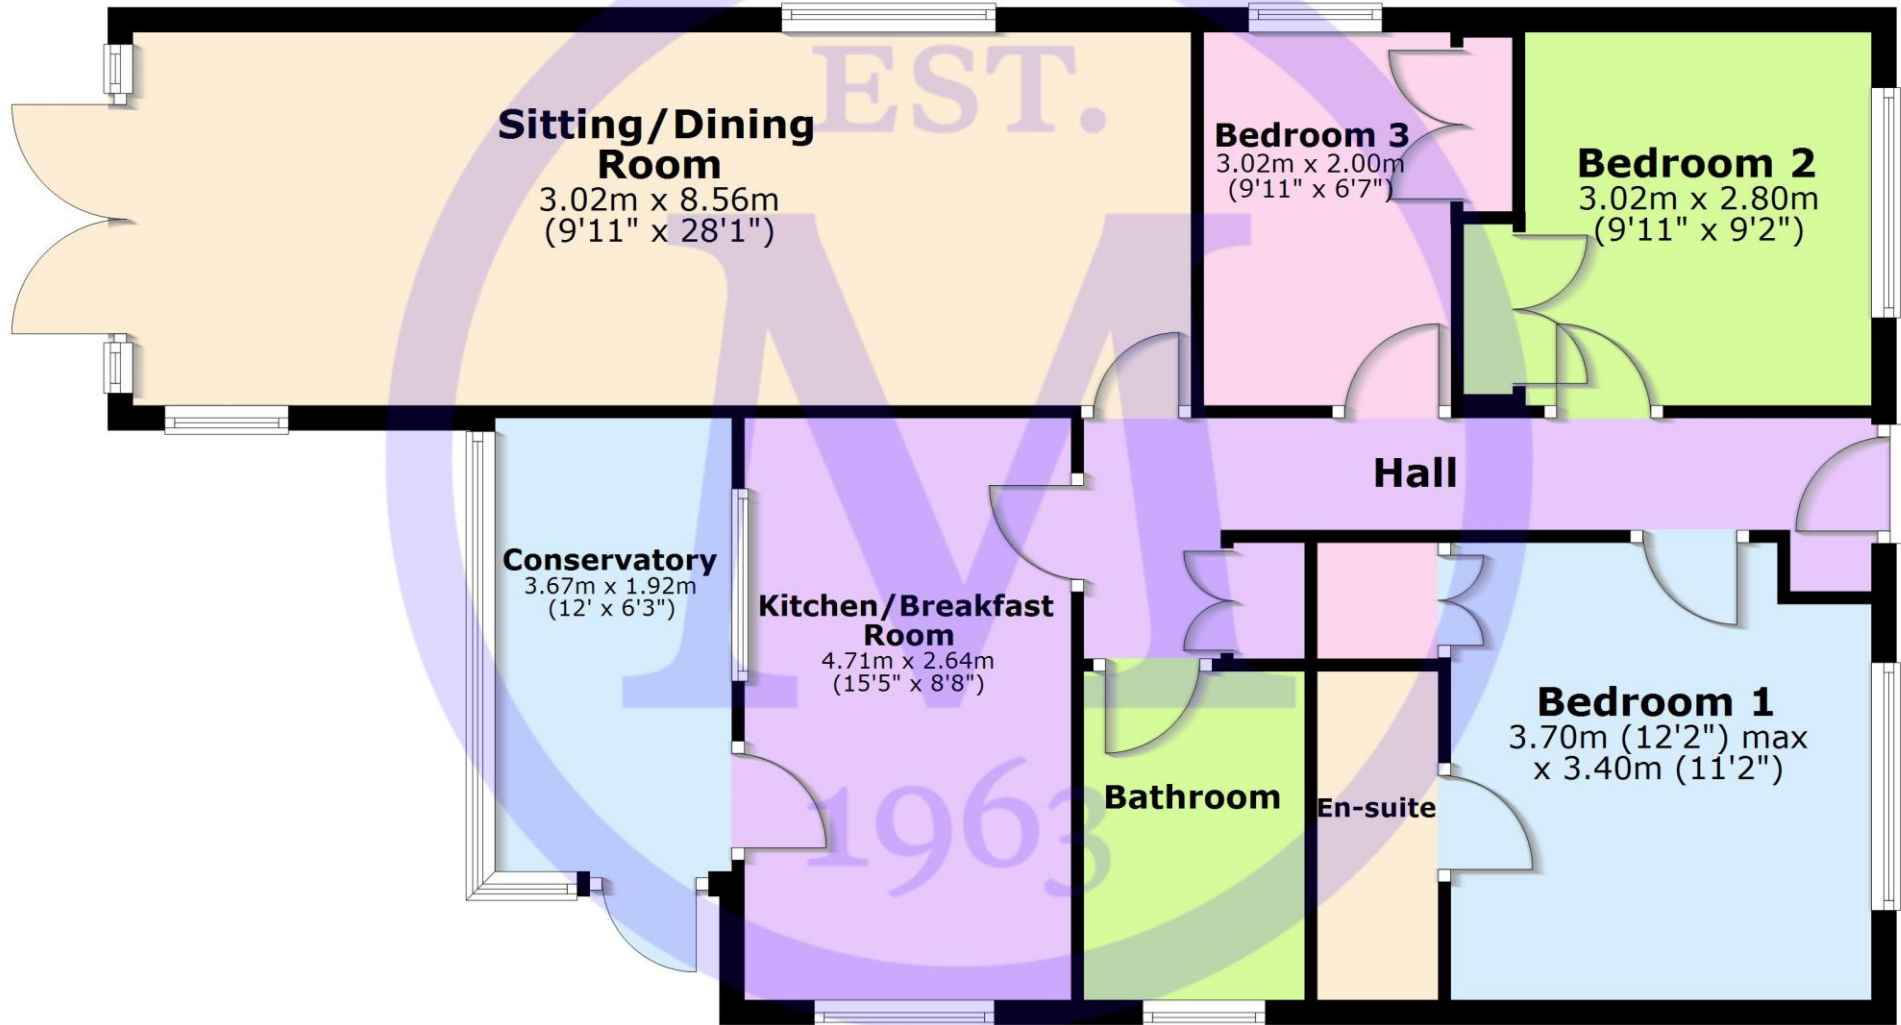 EST.
Sitting/Dining
Room
3.02m x 8.56m
(9'11" x 28'1")
Bedroom 3
3.02m x 2.00m
(9'11" x 6'7")
Bedroom 2
3.02m x 2.80m
(9'11" x 9'2")
M
Hall
Conservatory
3.67m x 1.92m
(12' x 6'3")
Kitchen/Breakfast
Room
4.71m x 2.64m
(15'5" x 8'8")
Bedroom 1
3.70m (12'2") max
x 3.40m (11'2")
Bathroom
En-suite
1963